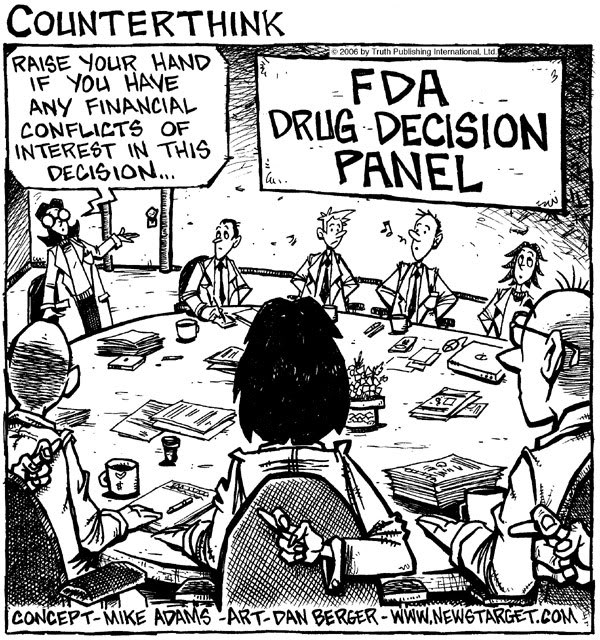 COUNTERTHINK
© 2006 by Truth Publishing International, Ltd.
RAISE YOUR HAND
IF YOU HAVE
ANY FINANCIAL
CONFLICTS OF
INTEREST IN THIS
DECISION...
FDA
DRUG DECISION
PANEL
CONCEPT-MIKE ADAMS -ART-DAN BERGER-WWW.NEWSTARGET.COM